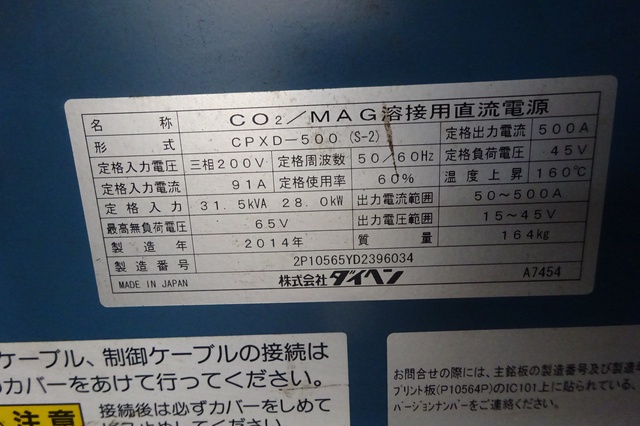 名称 CO₂／MAG溶接用直流電源
形式 CPXD-500 (S-2) 定格出力電流 500A
定格入力電圧 三相200V 定格周波数 50／60Hz 定格負荷電圧 45V
定格入力電流 91A 定格使用率 60% 温度上昇 160℃
定格入力 31.5kVA 28.0kW 出力電流範囲 50～500A
最高無負荷電圧 65V 出力電圧範囲 15～45V
製造年 2014年 質量 164kg
製造番号 2P10565YD2396034
MADE IN JAPAN 株式会社ダイヘン A7454
ケーブル、制御ケーブルの接続は
カバーをあけて行ってください。
注意 接続後は必ずカバーをしめて
お問合せの際には、主銘板の製造番号及び製造
プリント板(P10564P)のIC101上に貼られている、
バージョンナンバーをご連絡ください。